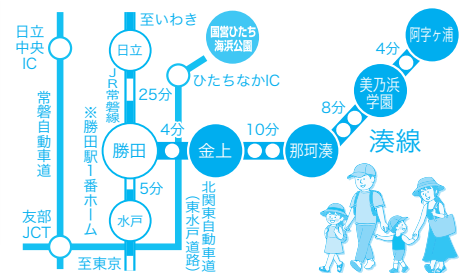 至いわき
日立
中央
IC
日立
国営ひたち
海浜公園
阿字ヶ浦
4分
ひたちなかIC
美乃浜
学園
JR常磐線
25分
8分
常磐自動車道
※勝田駅1番ホーム
勝田
4分
金上
10分
那珂湊
湊線
5分
水戸
北関東自動車道
(東水戸道路)
友部
JCT
至東京